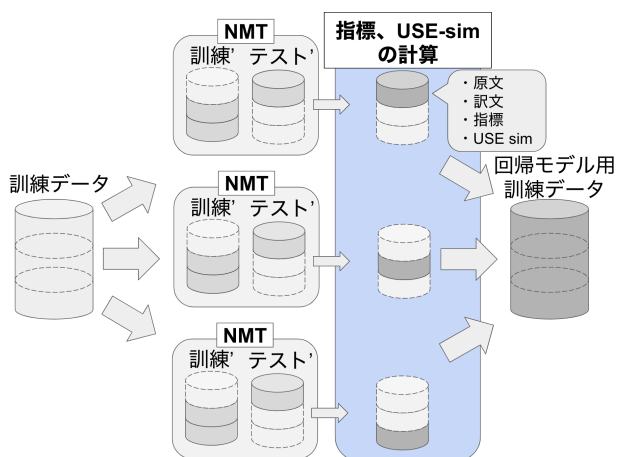 NMT
訓練’ テスト’
指標、USE-sim
の計算
・原文
・訳文
・指標
・USE sim
訓練データ
NMT
訓練’ テスト’
回帰モデル用
訓練データ
NMT
訓練’ テスト’